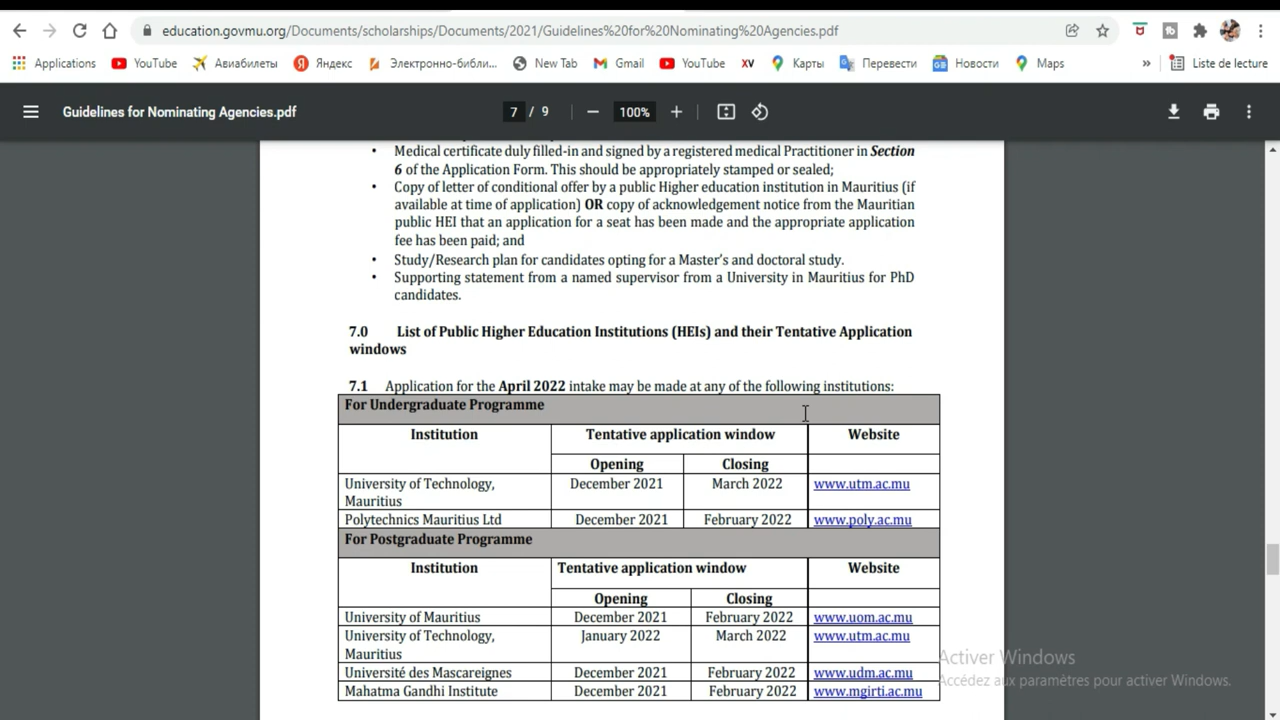 education.govmu.org/Documents/scholarships/Documents/2021/Guidelines%20for%20Nominating%20Agencies.pdf
Applications YouTube Авиабилеты Яндекс Электронно-библи... New Tab Gmail YouTube XV Карты Перевести Новости Maps » Liste de lecture
Guidelines for Nominating Agencies.pdf 7 / 9 − 100% +
• Medical certificate duly filled-in and signed by a registered medical Practitioner in Section
6 of the Application Form. This should be appropriately stamped or sealed;
• Copy of letter of conditional offer by a public Higher education institution in Mauritius (if
available at time of application) OR copy of acknowledgement notice from the Mauritian
public HEI that an application for a seat has been made and the appropriate application
fee has been paid; and
• Study/Research plan for candidates opting for a Master's and doctoral study.
• Supporting statement from a named supervisor from a University in Mauritius for PhD
candidates.
7.0 List of Public Higher Education Institutions (HEIs) and their Tentative Application
windows
7.1 Application for the April 2022 intake may be made at any of the following institutions:
For Undergraduate Programme
Institution Tentative application window Website
Opening Closing
University of Technology, December 2021 March 2022 www.utm.ac.mu
Mauritius
Polytechnics Mauritius Ltd December 2021 February 2022 www.poly.ac.mu
For Postgraduate Programme
Institution Tentative application window Website
Opening Closing
University of Mauritius December 2021 February 2022 www.uom.ac.mu
University of Technology, January 2022 March 2022 www.utm.ac.mu
Mauritius
Université des Mascareignes December 2021 February 2022 www.udm.ac.mu
Mahatma Gandhi Institute December 2021 February 2022 www.mgirti.ac.mu
Activer Windows
Accédez aux paramètres pour activer Windows.